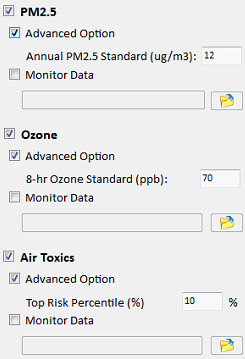 PM2.5
Advanced Option
Annual PM2.5 Standard (ug/m3): 12
Monitor Data
Ozone
Advanced Option
8-hr Ozone Standard (ppb): 70
Monitor Data
Air Toxics
Advanced Option
Top Risk Percentile (%) 10 %
Monitor Data